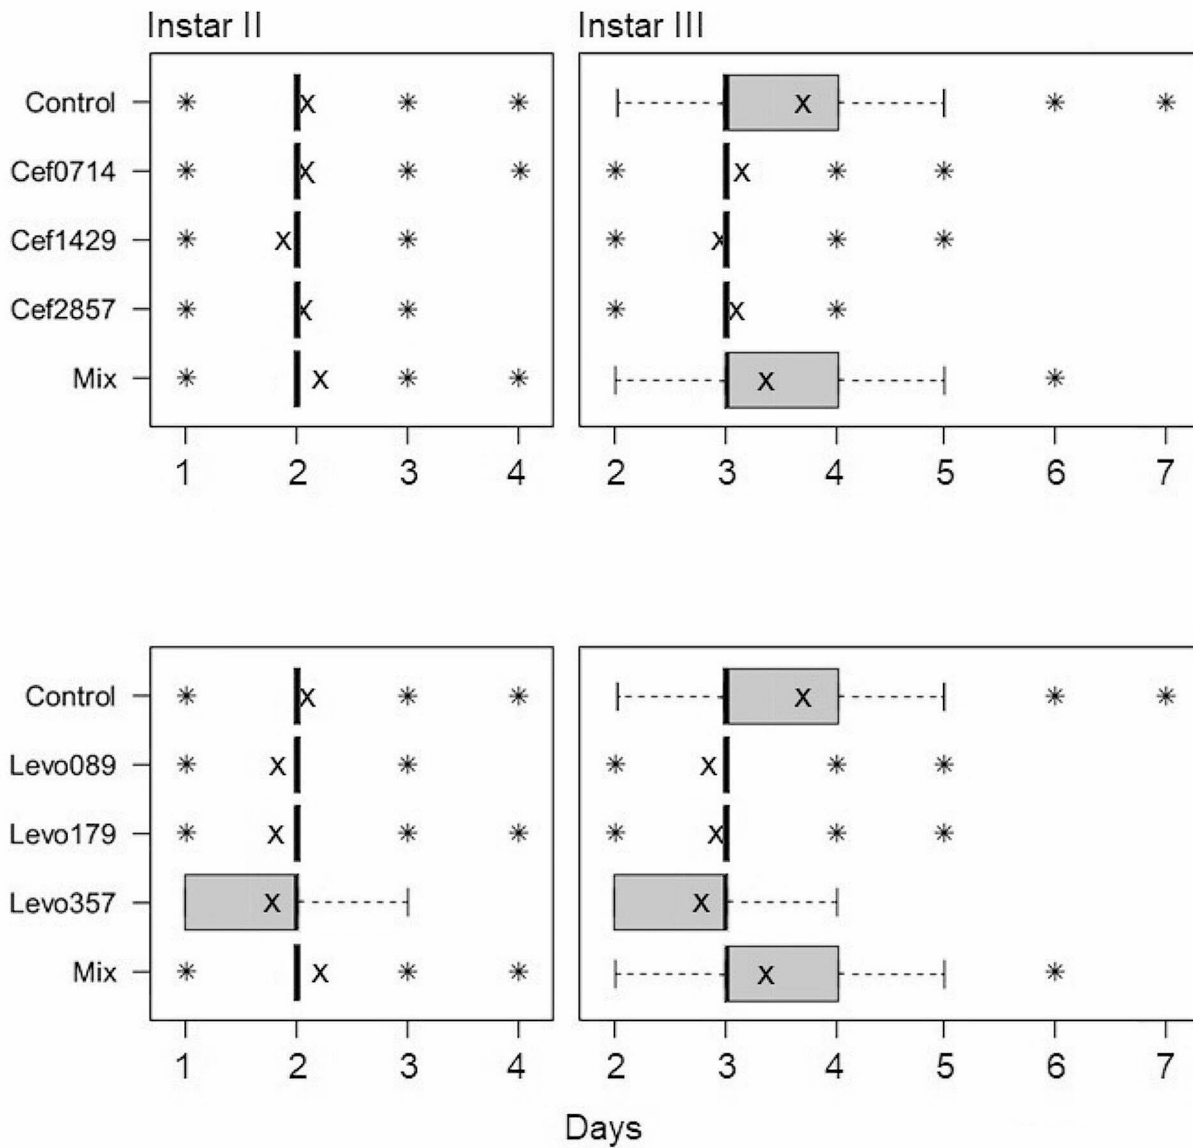 Instar II
Instar III
Control
Cef0714
Cef1429
Cef2857
Mix
1 2 3 4
2 3 4 5 6 7
Control
Levo089
Levo179
Levo357
Mix
1 2 3 4
2 3 4 5 6 7
Days